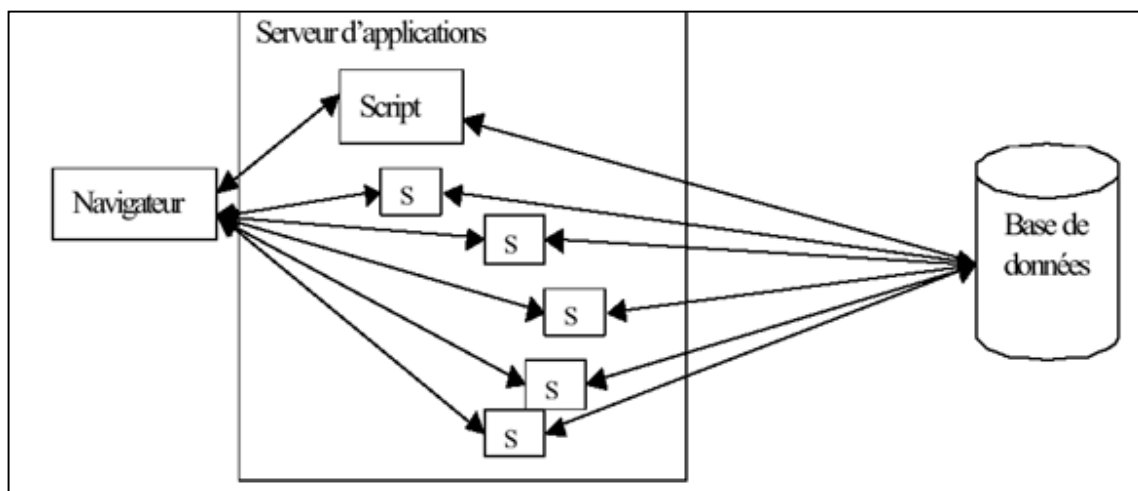 Serveur d’applications
Script
Navigateur
S
S
S
S
S
Base de
données